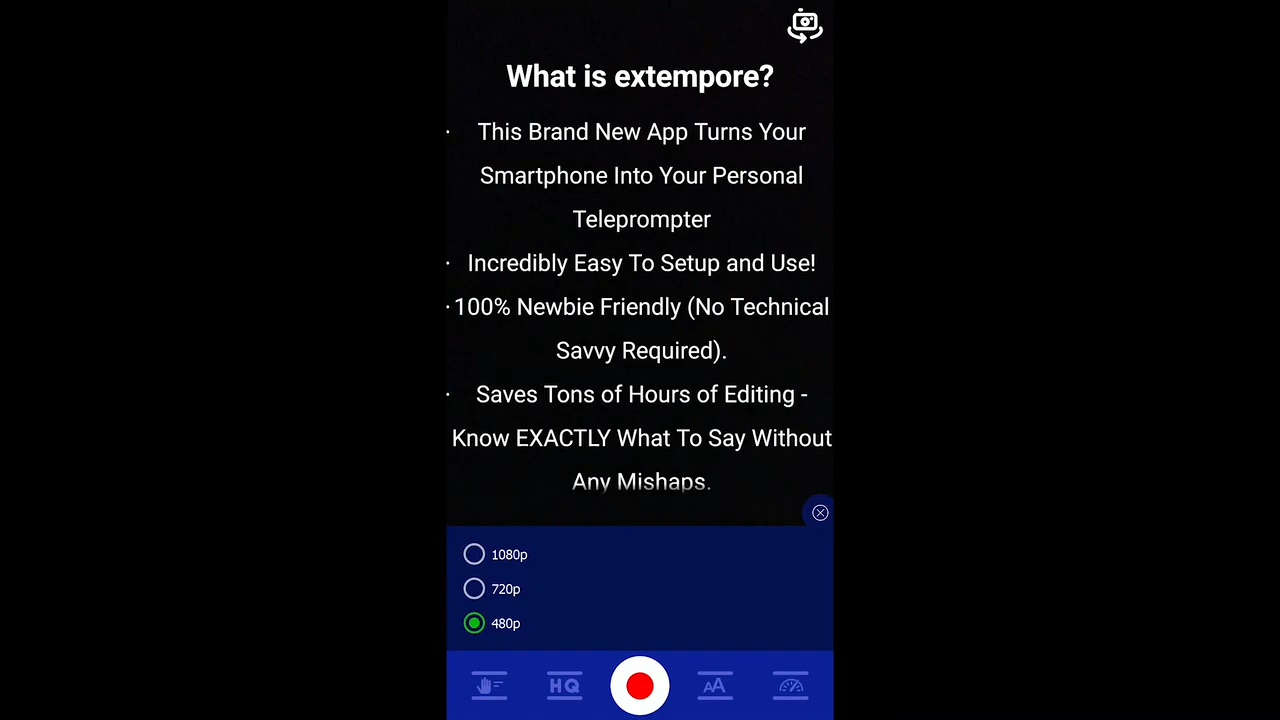 What is extempore?
· This Brand New App Turns Your
Smartphone Into Your Personal
Teleprompter
· Incredibly Easy To Setup and Use!
· 100% Newbie Friendly (No Technical
Savvy Required).
· Saves Tons of Hours of Editing -
Know EXACTLY What To Say Without
Any Mishaps.
1080p
720p
480p
HQ
AA